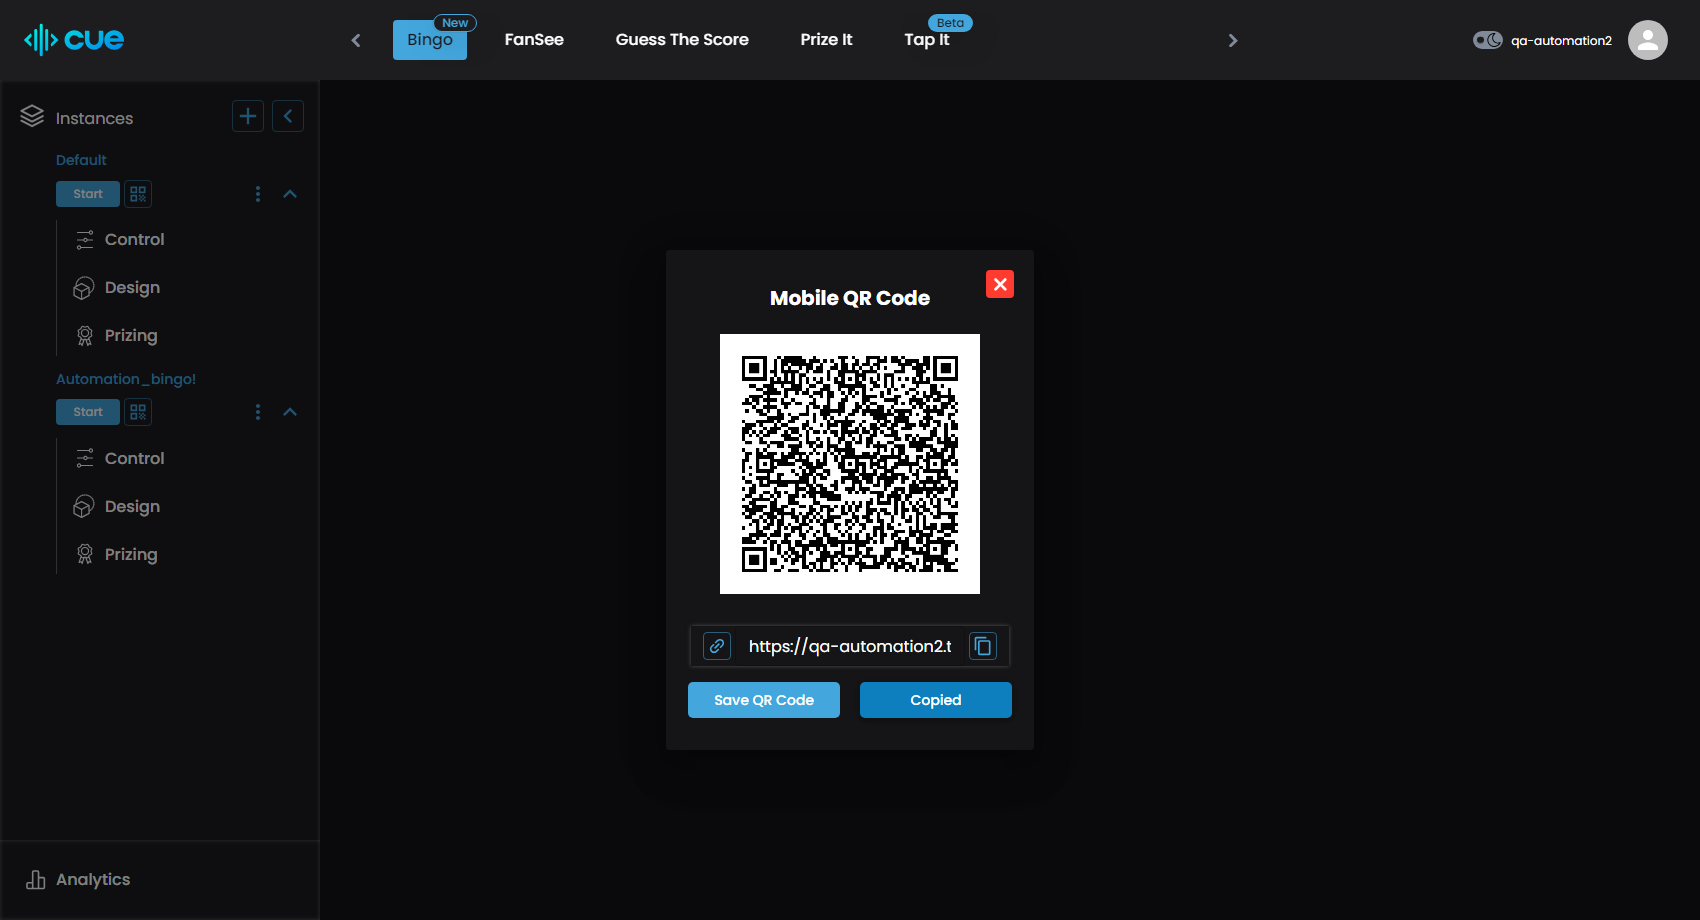 cue
Bingo
New
FanSee
Guess The Score
Prize It
Tap It
Beta
qa-automation2
Instances
Default
Start
Control
Design
Prizing
Automation_bingo!
Start
Control
Design
Prizing
Analytics
Mobile QR Code
https://qa-automation2.t
Save QR Code
Copied